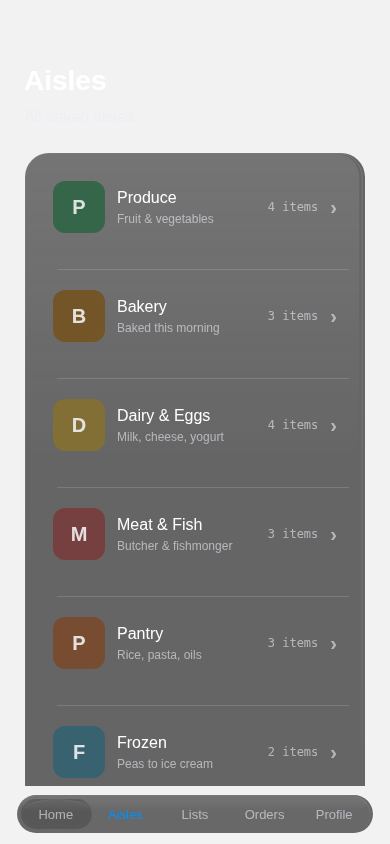 Aisles
P
Produce
Fruit & vegetables
4 items ›
B
Bakery
Baked this morning
3 items ›
D
Dairy & Eggs
Milk, cheese, yogurt
4 items ›
M
Meat & Fish
Butcher & fishmonger
3 items ›
P
Pantry
Rice, pasta, oils
3 items ›
F
Frozen
Peas to ice cream
2 items ›
Home Aisles Lists Orders Profile